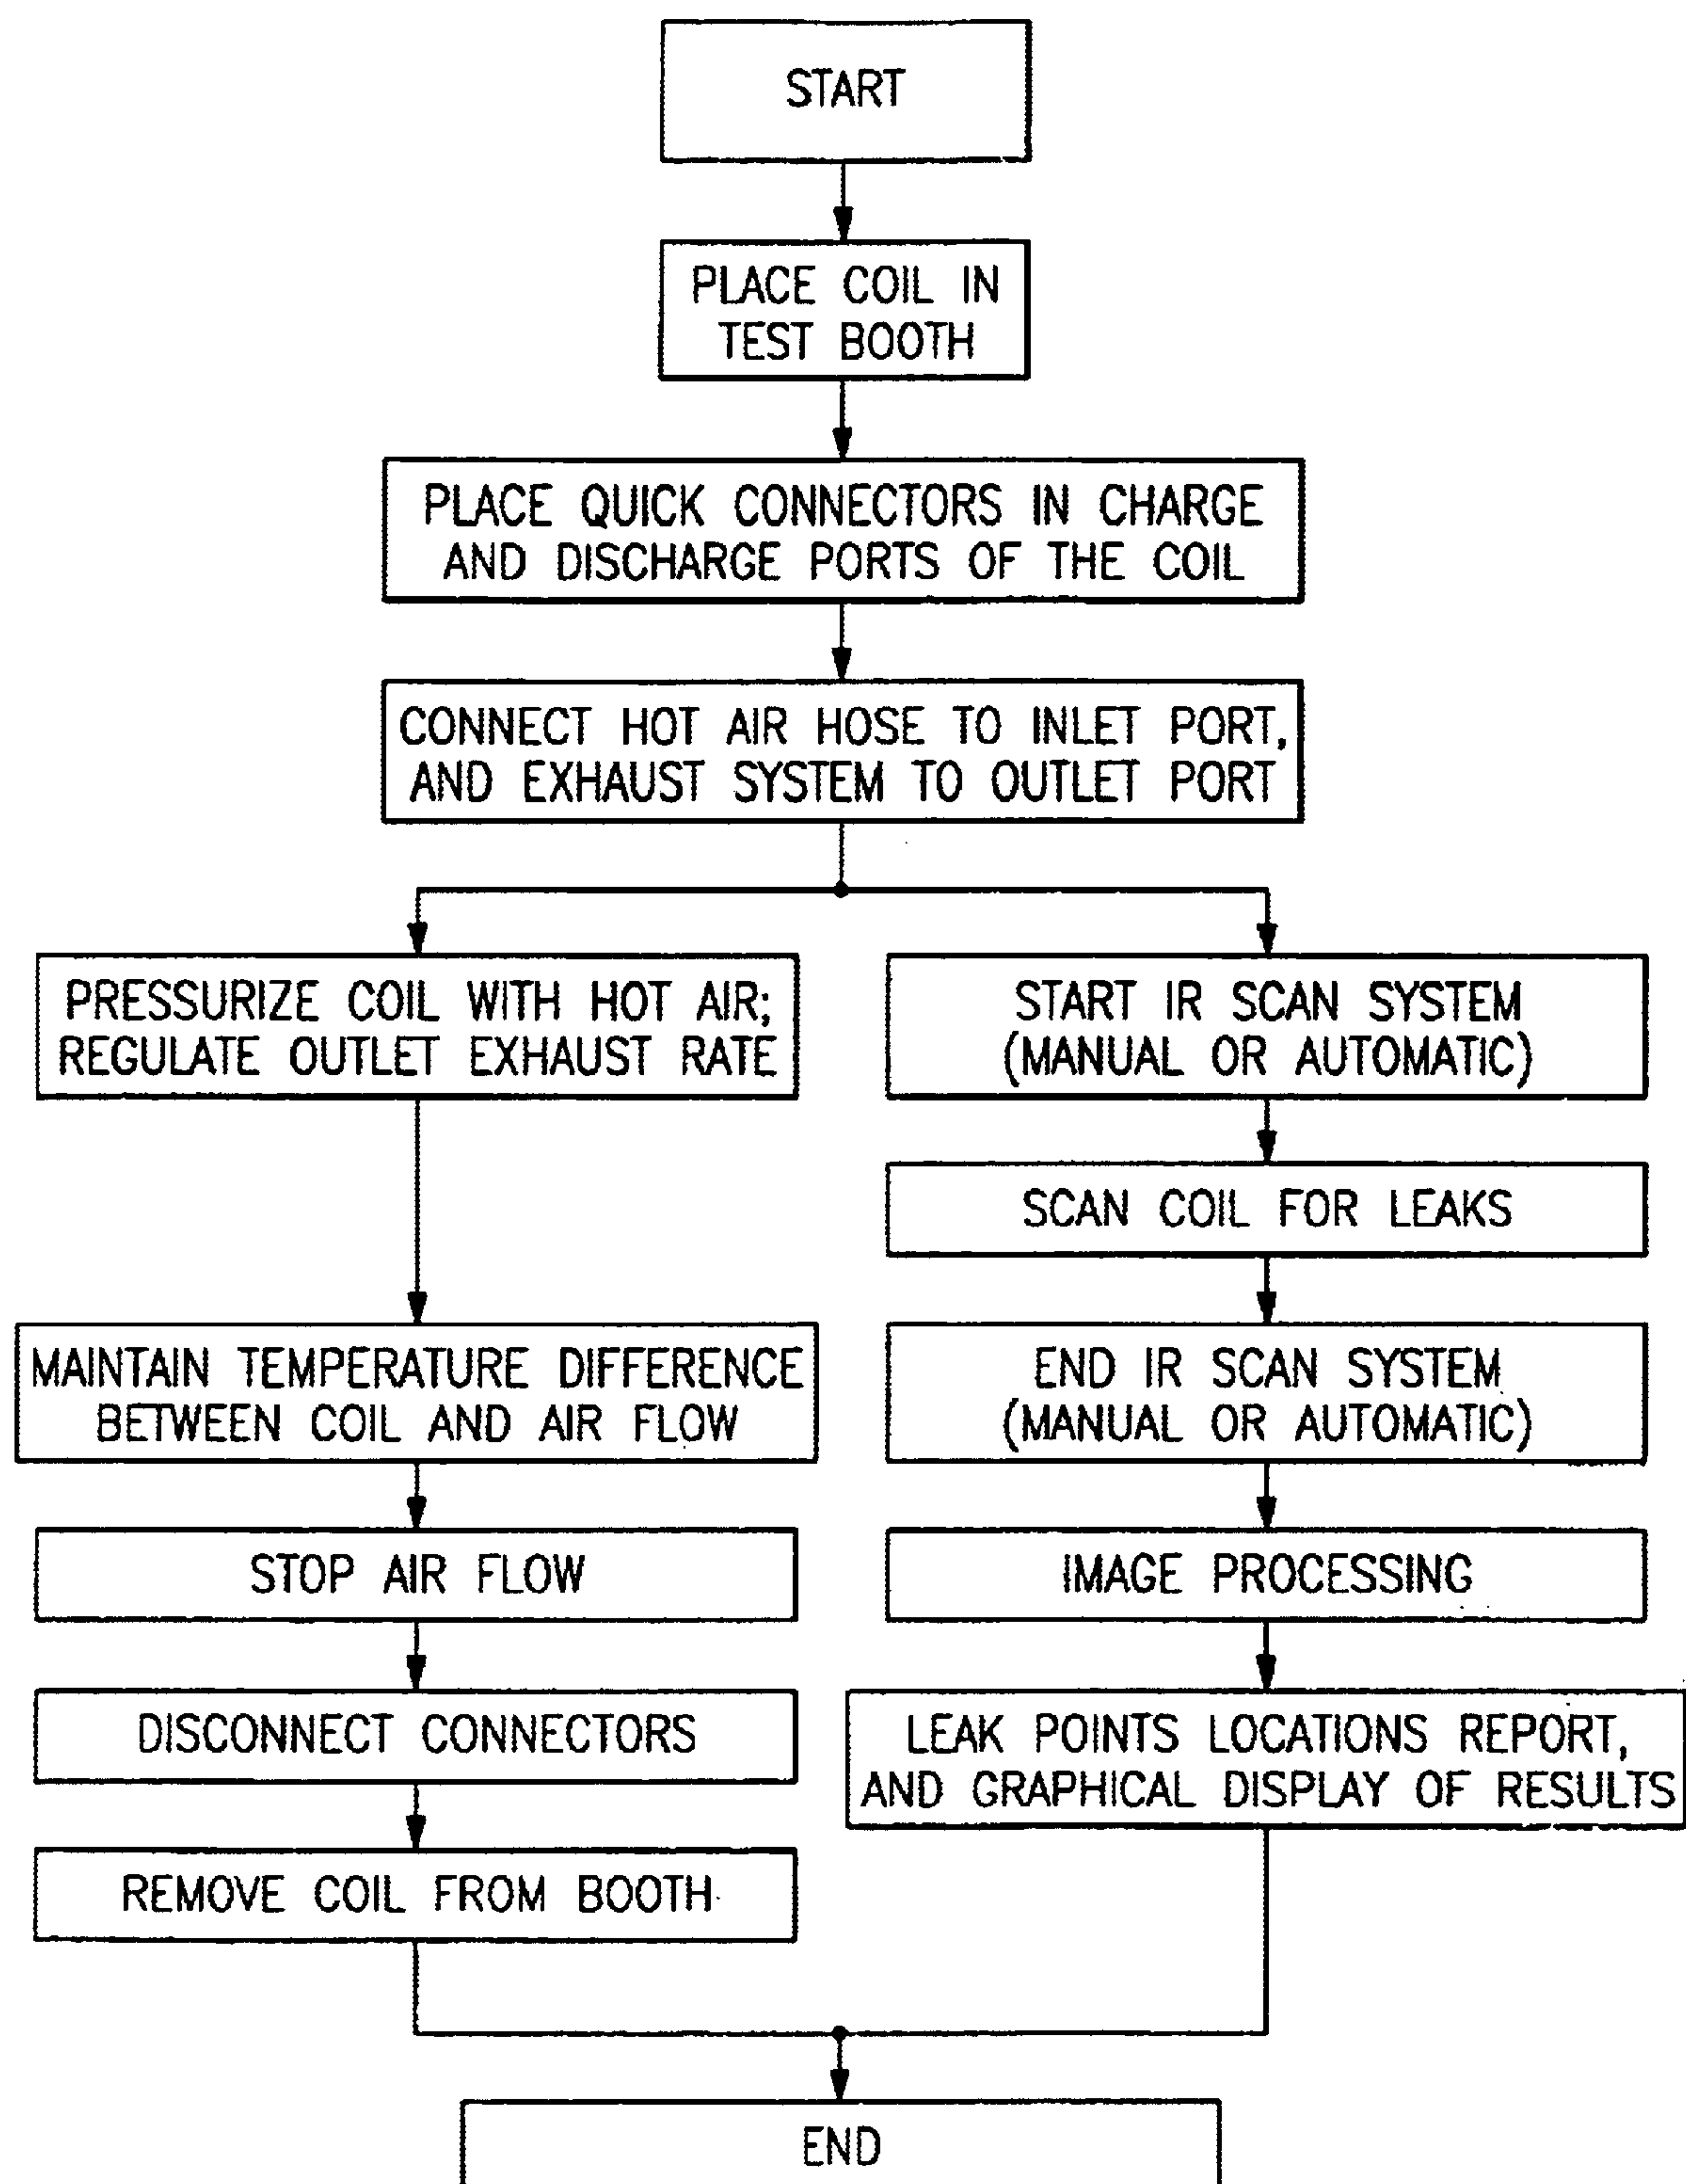 START
PLACE COIL IN
TEST BOOTH
PLACE QUICK CONNECTORS IN CHARGE
AND DISCHARGE PORTS OF THE COIL
CONNECT HOT AIR HOSE TO INLET PORT,
AND EXHAUST SYSTEM TO OUTLET PORT
PRESSURIZE COIL WITH HOT AIR;
REGULATE OUTLET EXHAUST RATE
MAINTAIN TEMPERATURE DIFFERENCE
BETWEEN COIL AND AIR FLOW
STOP AIR FLOW
DISCONNECT CONNECTORS
REMOVE COIL FROM BOOTH
START IR SCAN SYSTEM
(MANUAL OR AUTOMATIC)
SCAN COIL FOR LEAKS
END IR SCAN SYSTEM
(MANUAL OR AUTOMATIC)
IMAGE PROCESSING
LEAK POINTS LOCATIONS REPORT,
AND GRAPHICAL DISPLAY OF RESULTS
END